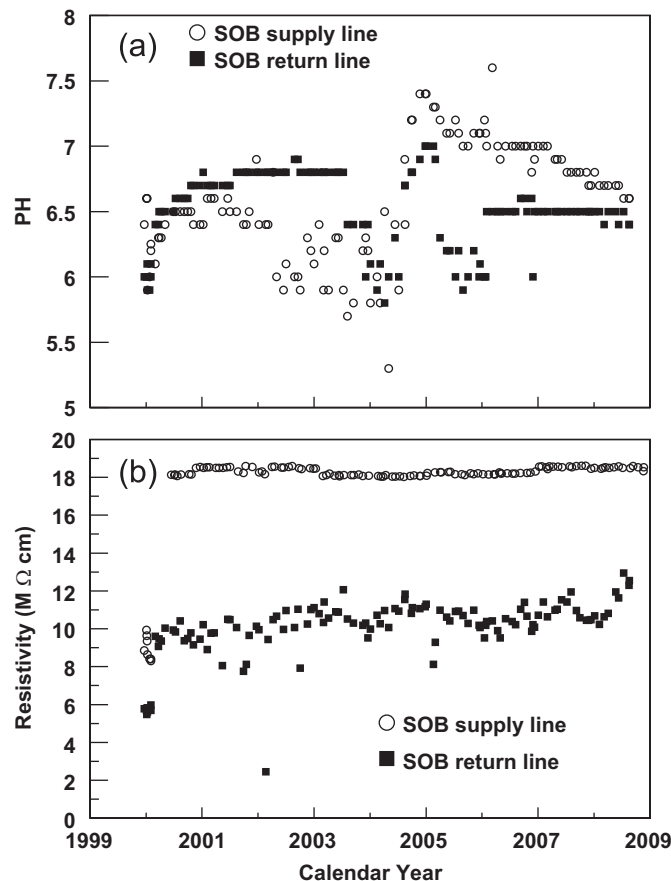 8
7.5
7
6.5
6
5.5
5
PH
(a)
SOB supply line
SOB return line
20
18
16
14
12
10
8
6
4
2
0
Resistivity (M Ω cm)
(b)
SOB supply line
SOB return line
1999 2001 2003 2005 2007 2009
Calendar Year